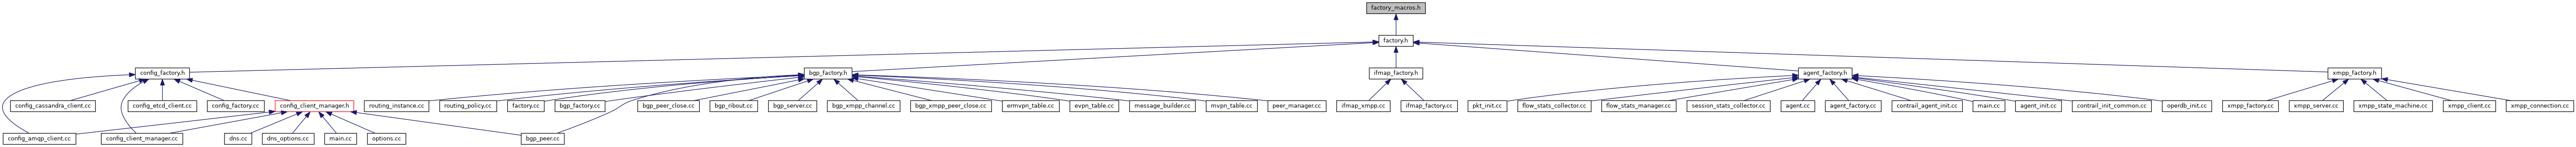 factory_macros.h
factory.h
config_factory.h
bgp_factory.h
ifmap_factory.h
agent_factory.h
xmpp_factory.h
config_cassandra_client.cc
config_etcd_client.cc
config_factory.cc
config_client_manager.h
routing_instance.cc
routing_policy.cc
factory.cc
bgp_factory.cc
bgp_peer_close.cc
bgp_ribout.cc
bgp_server.cc
bgp_xmpp_channel.cc
bgp_xmpp_peer_close.cc
ermvpn_table.cc
evpn_table.cc
message_builder.cc
mvpn_table.cc
peer_manager.cc
ifmap_xmpp.cc
ifmap_factory.cc
pkt_init.cc
flow_stats_collector.cc
flow_stats_manager.cc
session_stats_collector.cc
agent.cc
agent_factory.cc
contrail_agent_init.cc
main.cc
agent_init.cc
contrail_init_common.cc
operdb_init.cc
xmpp_factory.cc
xmpp_server.cc
xmpp_state_machine.cc
xmpp_client.cc
xmpp_connection.cc
config_amqp_client.cc
config_client_manager.cc
dns.cc
dns_options.cc
main.cc
options.cc
bgp_peer.cc